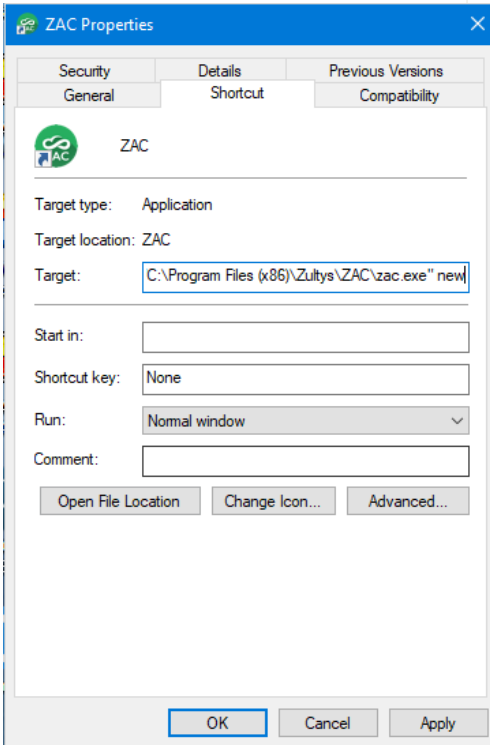 ZAC Properties
Security Details Previous Versions
General Shortcut Compatibility
AC
ZAC
Target type: Application
Target location: ZAC
Target: C:\Program Files (x86)\Zultys\ZAC\zac.exe" new
Start in:
Shortcut key: None
Run: Normal window
Comment:
Open File Location Change Icon... Advanced...
OK Cancel Apply